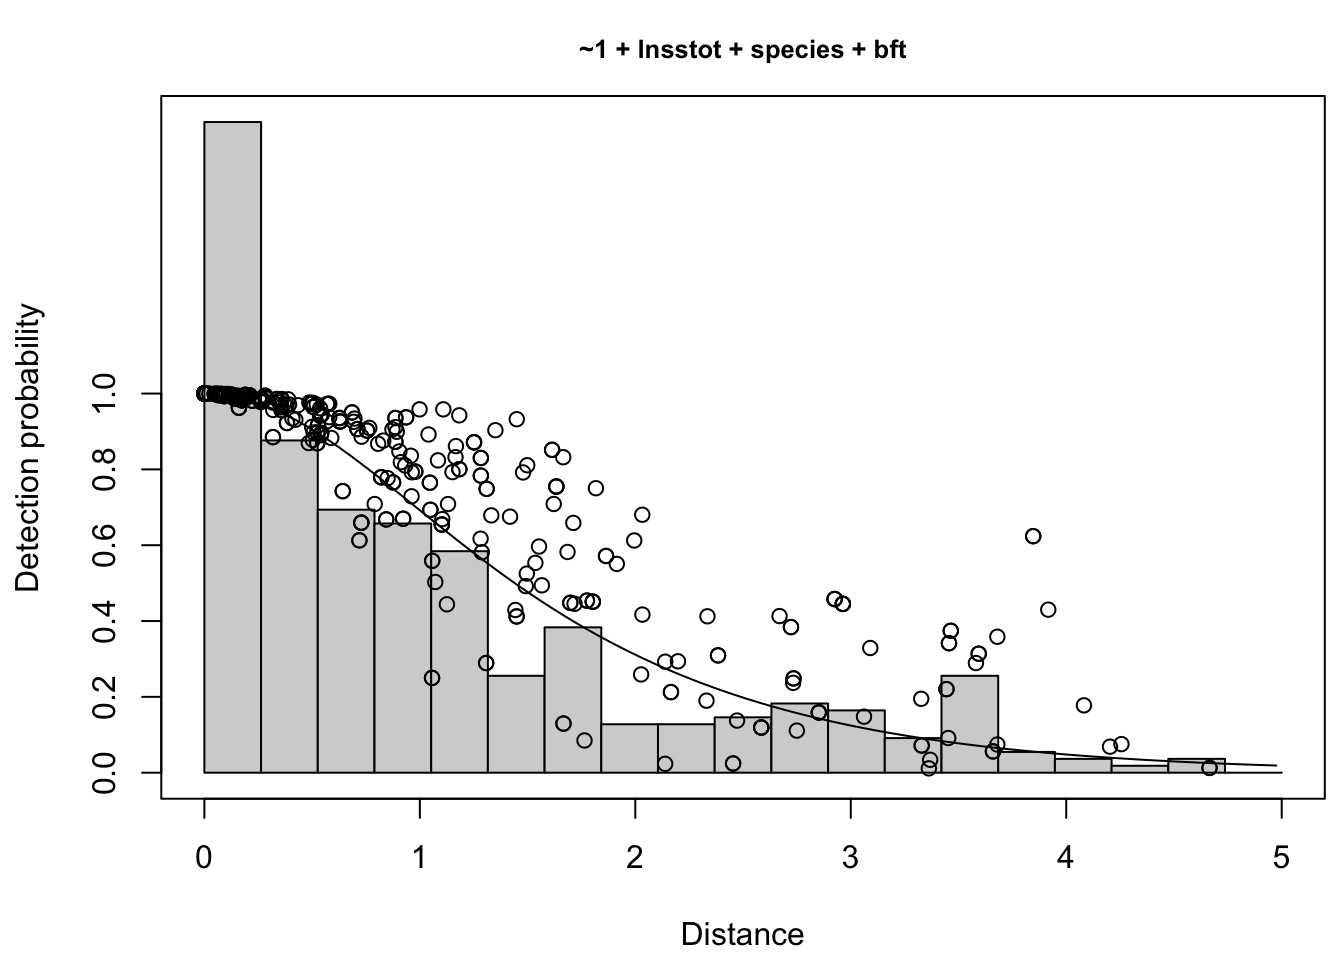 ~1 + lnsstot + species + bft
Detection probability
1.0
0.8
0.6
0.4
0.2
0.0
0 1 2 3 4 5
Distance